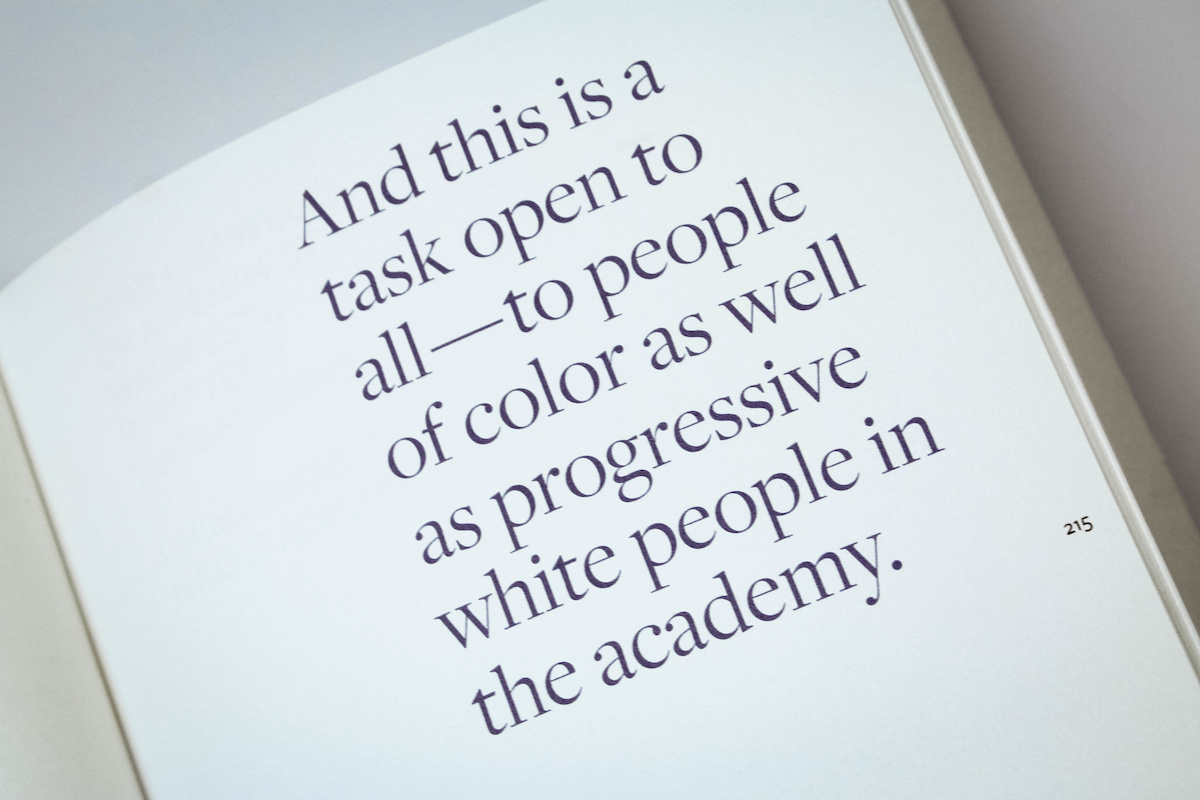 And this is a
task open to
all—to people
of color as well
as progressive
white people in
the academy.
215